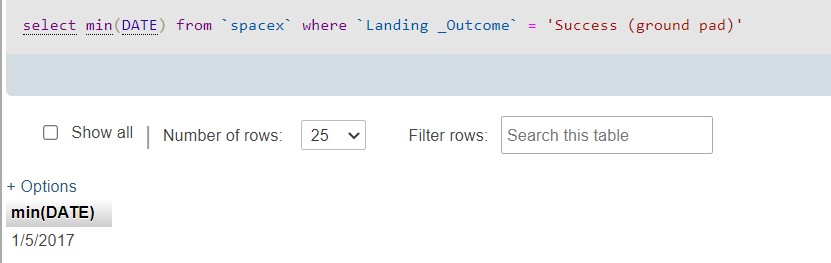 select min(DATE) from `spacex` where `Landing _Outcome` = 'Success (ground pad)'
Show all | Number of rows: 25 Filter rows: Search this table
+ Options
min(DATE)
1/5/2017